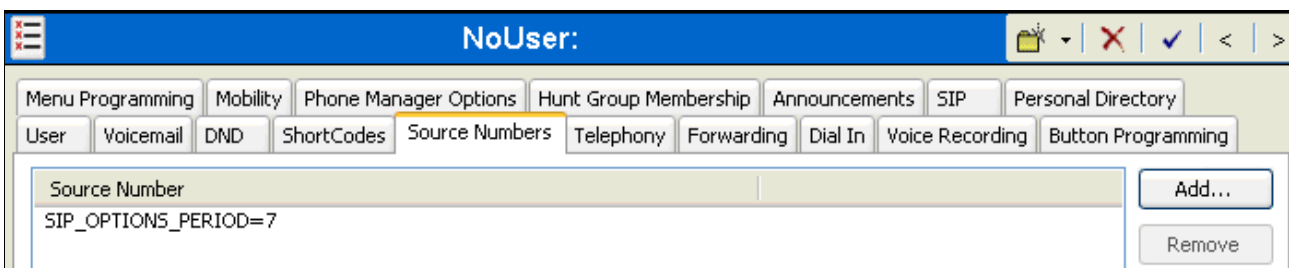 NoUser:
Menu Programming Mobility Phone Manager Options Hunt Group Membership Announcements SIP Personal Directory
User Voicemail DND ShortCodes Source Numbers Telephony Forwarding Dial In Voice Recording Button Programming
Source Number
Add...
SIP_OPTIONS_PERIOD=7
Remove